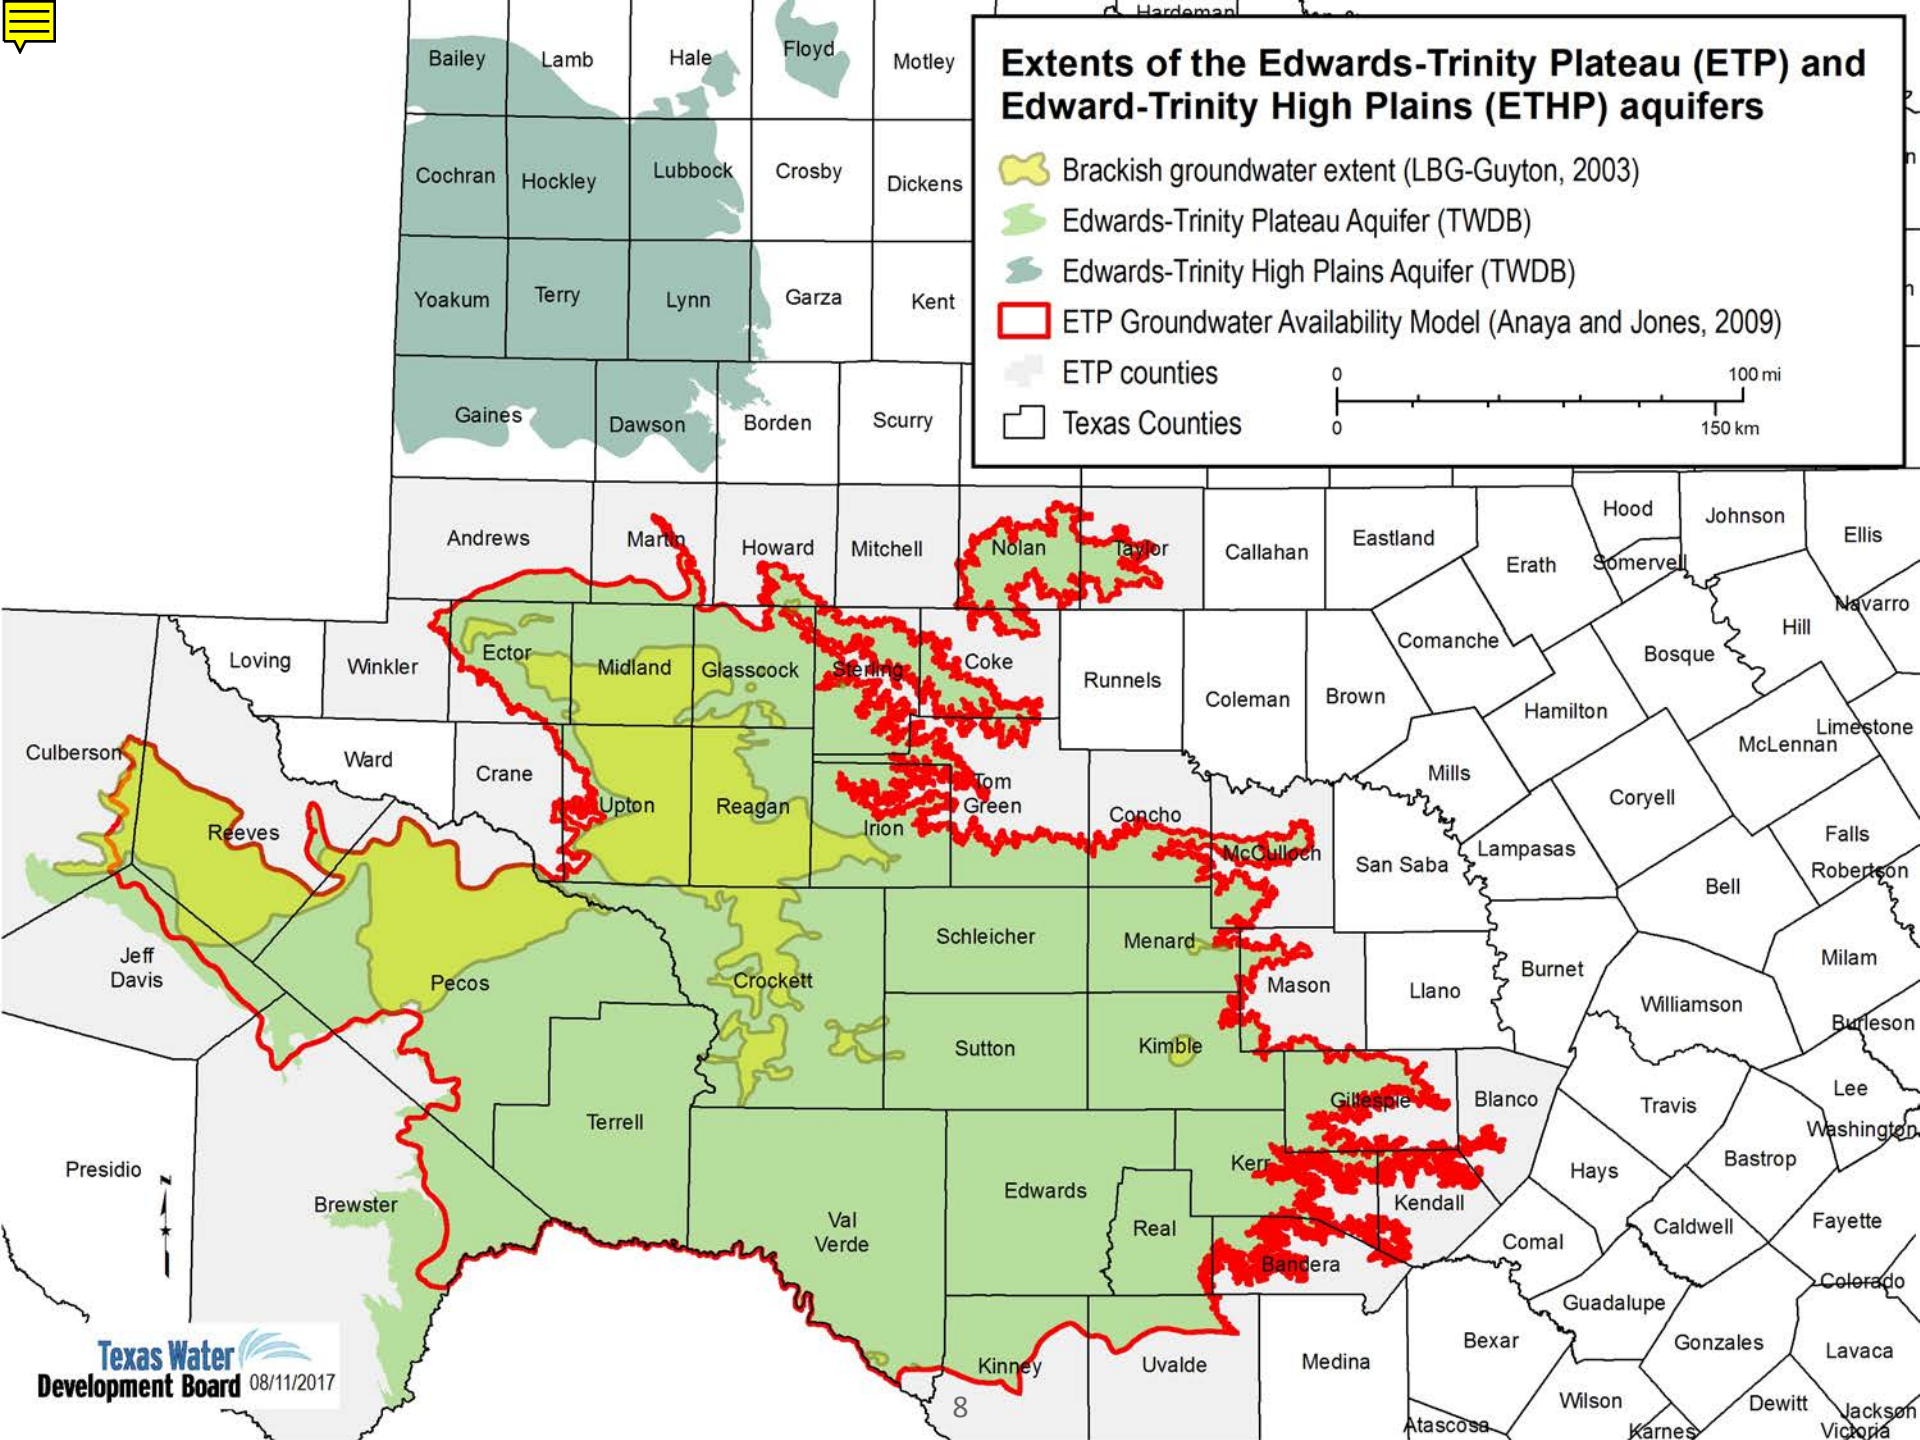 Hardeman
Extents of the Edwards-Trinity Plateau (ETP) and
Edward-Trinity High Plains (ETHP) aquifers
Brackish groundwater extent (LBG-Guyton, 2003)
Edwards-Trinity Plateau Aquifer (TWDB)
Edwards-Trinity High Plains Aquifer (TWDB)
ETP Groundwater Availability Model (Anaya and Jones, 2009)
ETP counties
0 100 mi
Texas Counties
0 150 km
Bailey
Lamb
Hale
Floyd
Motley
Cochran
Hockley
Lubbock
Crosby
Dickens
Yoakum
Terry
Lynn
Garza
Kent
Gaines
Dawson
Borden
Scurry
Andrews
Martin
Howard
Mitchell
Nolan
Taylor
Callahan
Eastland
Erath
Hood
Somervell
Johnson
Ellis
Navarro
Hill
Loving
Winkler
Ector
Midland
Glasscock
Sterling
Coke
Runnels
Coleman
Brown
Comanche
Bosque
Hamilton
McLennan
Limestone
Culberson
Reeves
Ward
Crane
Upton
Reagan
Irion
Tom
Green
Concho
McCulloch
San Saba
Mills
Lampasas
Coryell
Falls
Robertson
Bell
Milam
Jeff
Davis
Pecos
Crockett
Schleicher
Menard
Mason
Llano
Burnet
Williamson
Burleson
Sutton
Kimble
Gillespie
Blanco
Travis
Lee
Washington
Bastrop
Presidio
N
Brewster
Terrell
Val
Verde
Edwards
Real
Kerr
Kendall
Bandera
Hays
Comal
Caldwell
Fayette
Colorado
Guadalupe
Gonzales
Lavaca
Kinney
Uvalde
Medina
Bexar
Wilson
Atascosa
Karnes
Dewitt
Jackson
Victoria
Texas Water
Development Board 08/11/2017
8